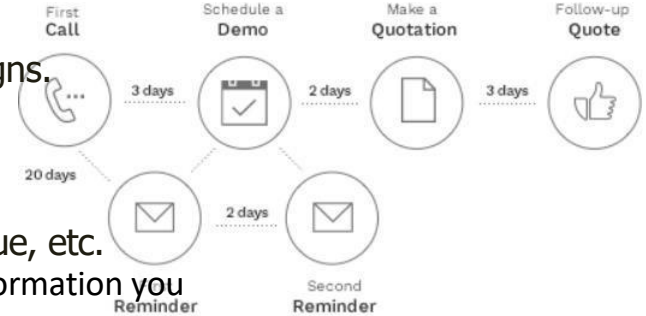 First
Call
Schedule a
Demo
Make a
Quotation
Follow-up
Quote
gns.
3 days
2 days
3 days
20 days
2 days
ue, etc.
ormation you
Reminder
Second
Reminder